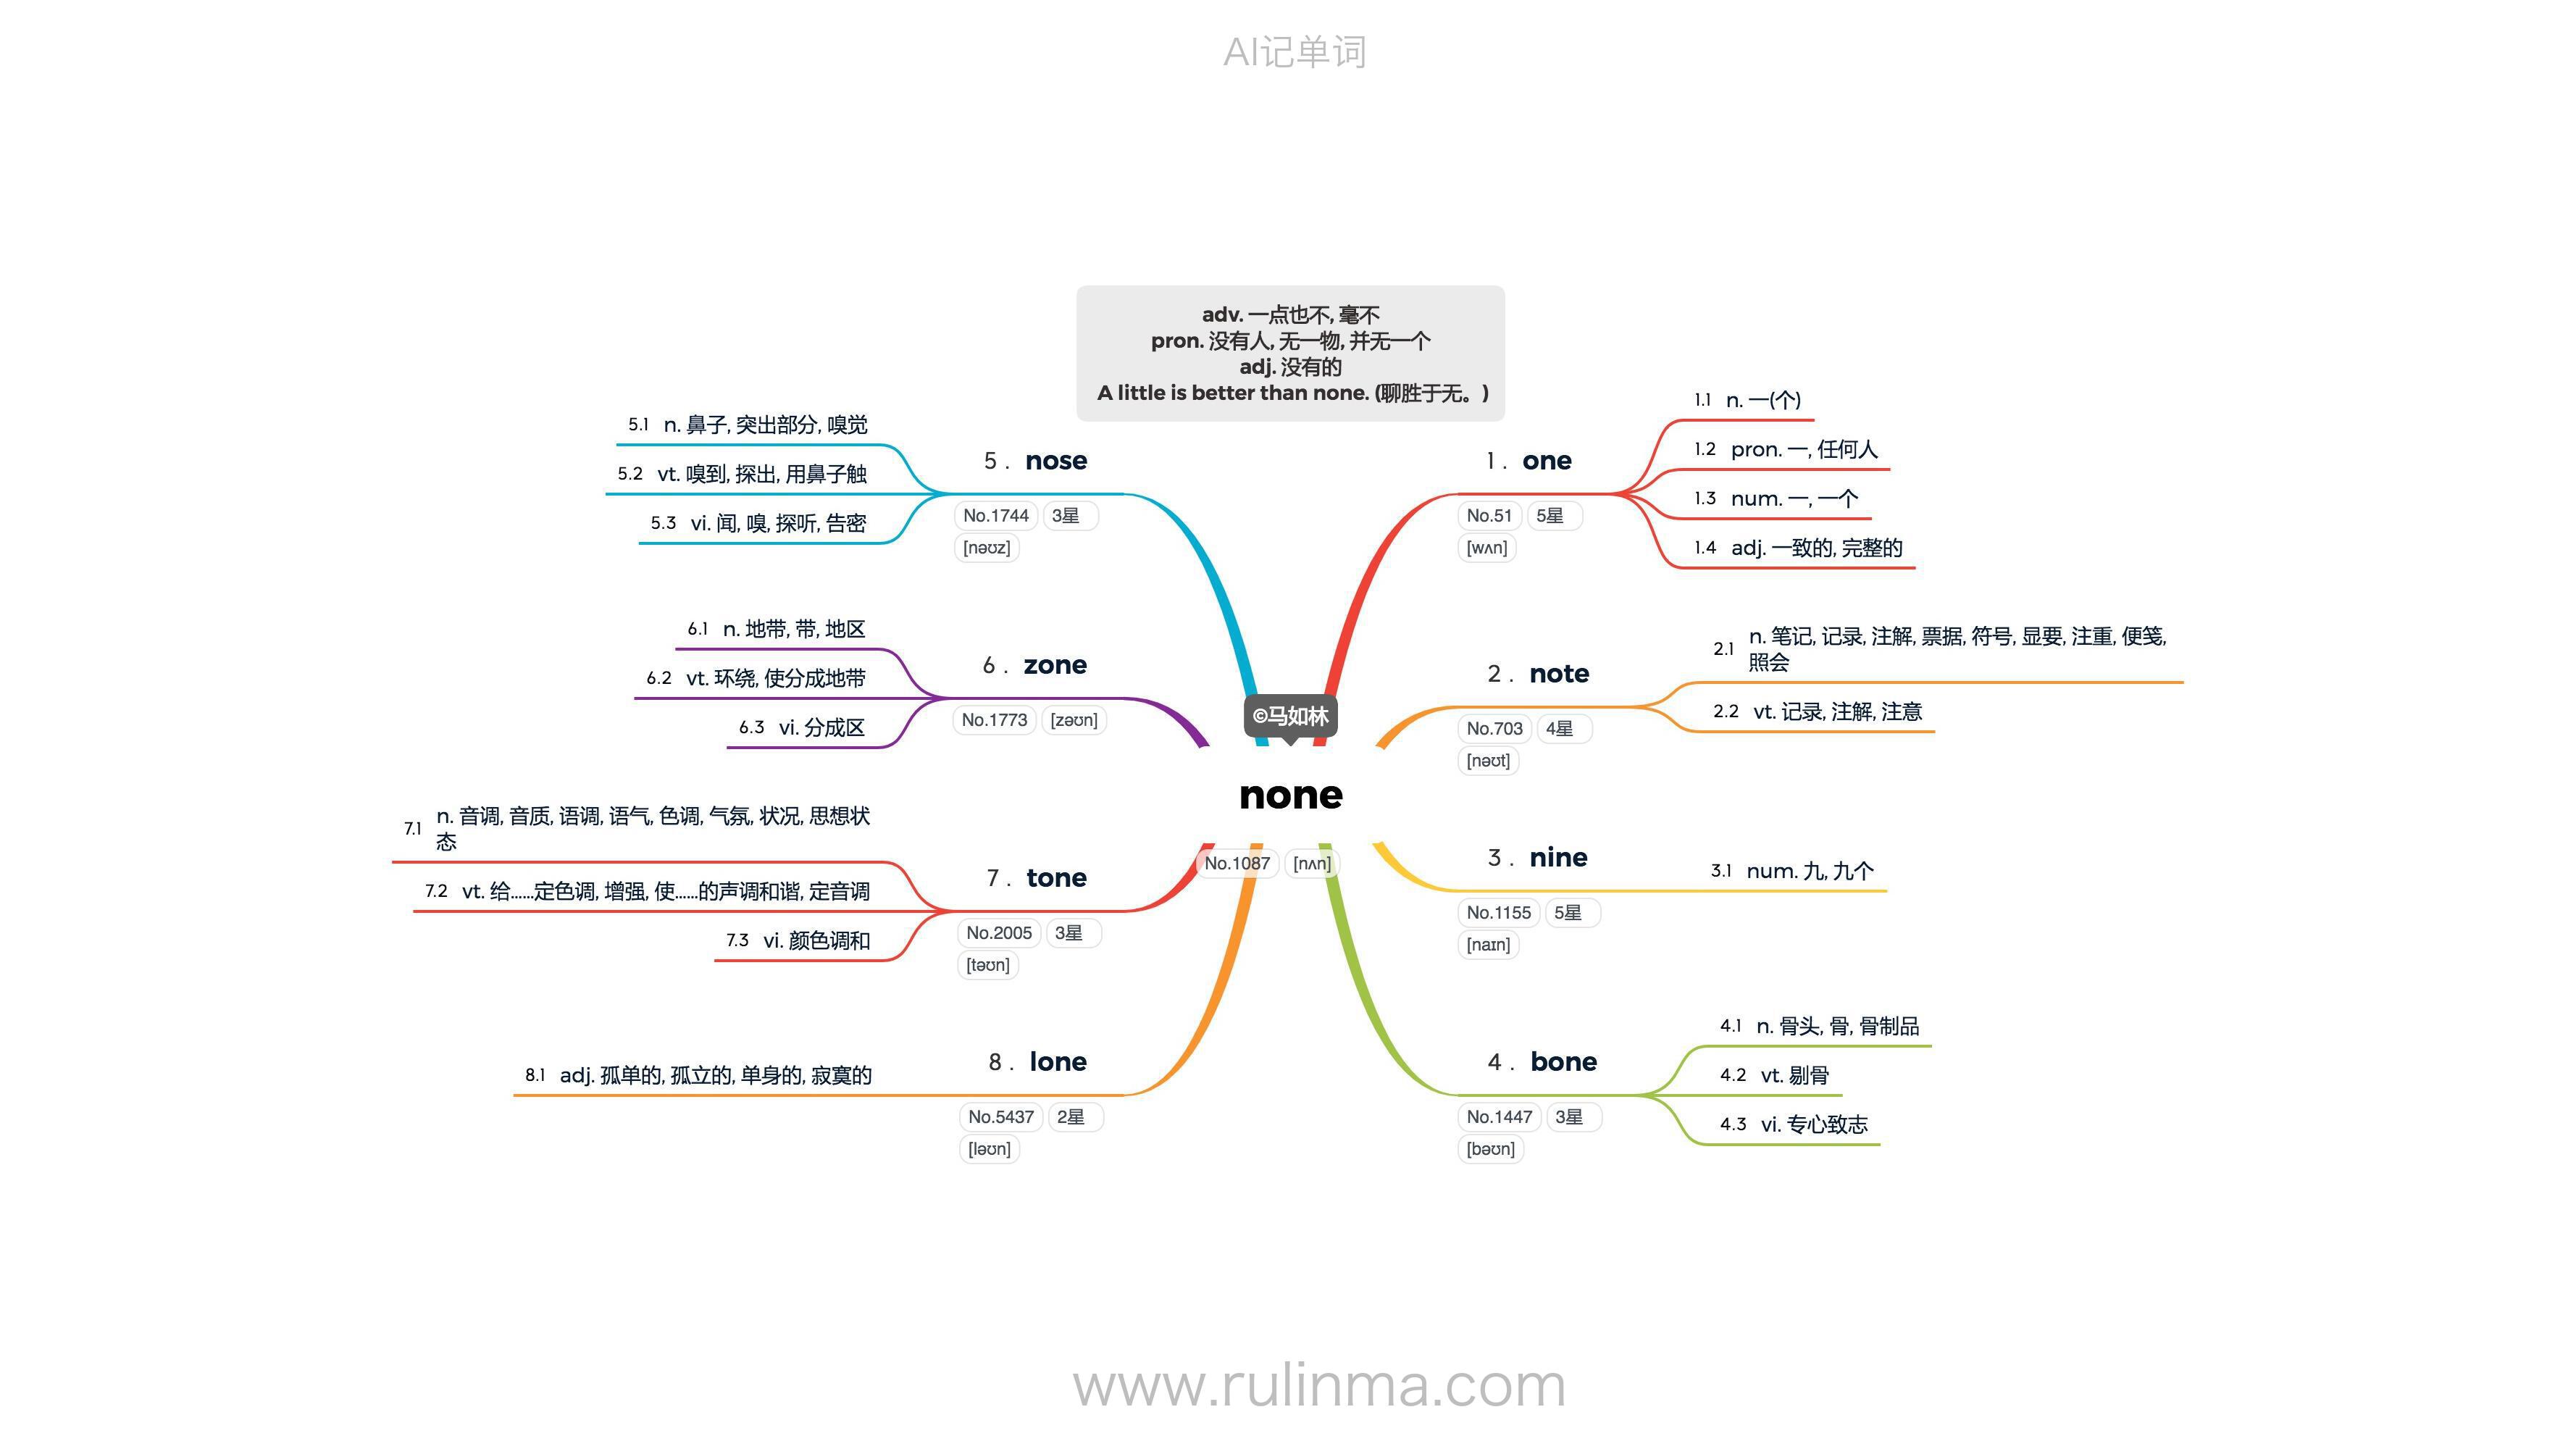 AI记单词
adv. 一点也不, 毫不
pron. 没有人, 无一物, 并无一个
adj. 没有的
A little is better than none. (聊胜于无。)
©马如林
none
No.1087 [nʌn]
1. one
No.51 5星
[wʌn]
1.1 n. 一(个)
1.2 pron. 一, 任何人
1.3 num. 一, 一个
1.4 adj. 一致的, 完整的
2. note
No.703 4星
[nəʊt]
2.1 n. 笔记, 记录, 注解, 票据, 符号, 显要, 注重, 便笺,
照会
2.2 vt. 记录, 注解, 注意
3. nine
No.1155 5星
[naɪn]
3.1 num. 九, 九个
4. bone
No.1447 3星
[bəʊn]
4.1 n. 骨头, 骨, 骨制品
4.2 vt. 剔骨
4.3 vi. 专心致志
5. nose
No.1744 3星
[nəʊz]
5.1 n. 鼻子, 突出部分, 嗅觉
5.2 vt. 嗅到, 探出, 用鼻子触
5.3 vi. 闻, 嗅, 探听, 告密
6. zone
No.1773 [zəʊn]
6.1 n. 地带, 带, 地区
6.2 vt. 环绕, 使分成地带
6.3 vi. 分成区
7. tone
No.2005 3星
[təʊn]
7.1 n. 音调, 音质, 语调, 语气, 色调, 气氛, 状况, 思想状
态
7.2 vt. 给……定色调, 增强, 使……的声调和谐, 定音调
7.3 vi. 颜色调和
8. lone
No.5437 2星
[ləʊn]
8.1 adj. 孤单的, 孤立的, 单身的, 寂寞的
www.rulinma.com